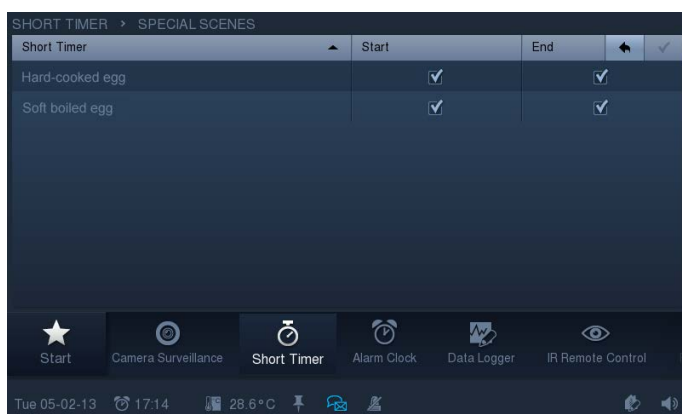 SHORT TIMER > SPECIAL SCENES
Short Timer Start End
Hard-cooked egg
Soft boiled egg
Start Camera Surveillance Short Timer Alarm Clock Data Logger IR Remote Control
Tue 05-02-13 17:14 28.6°C